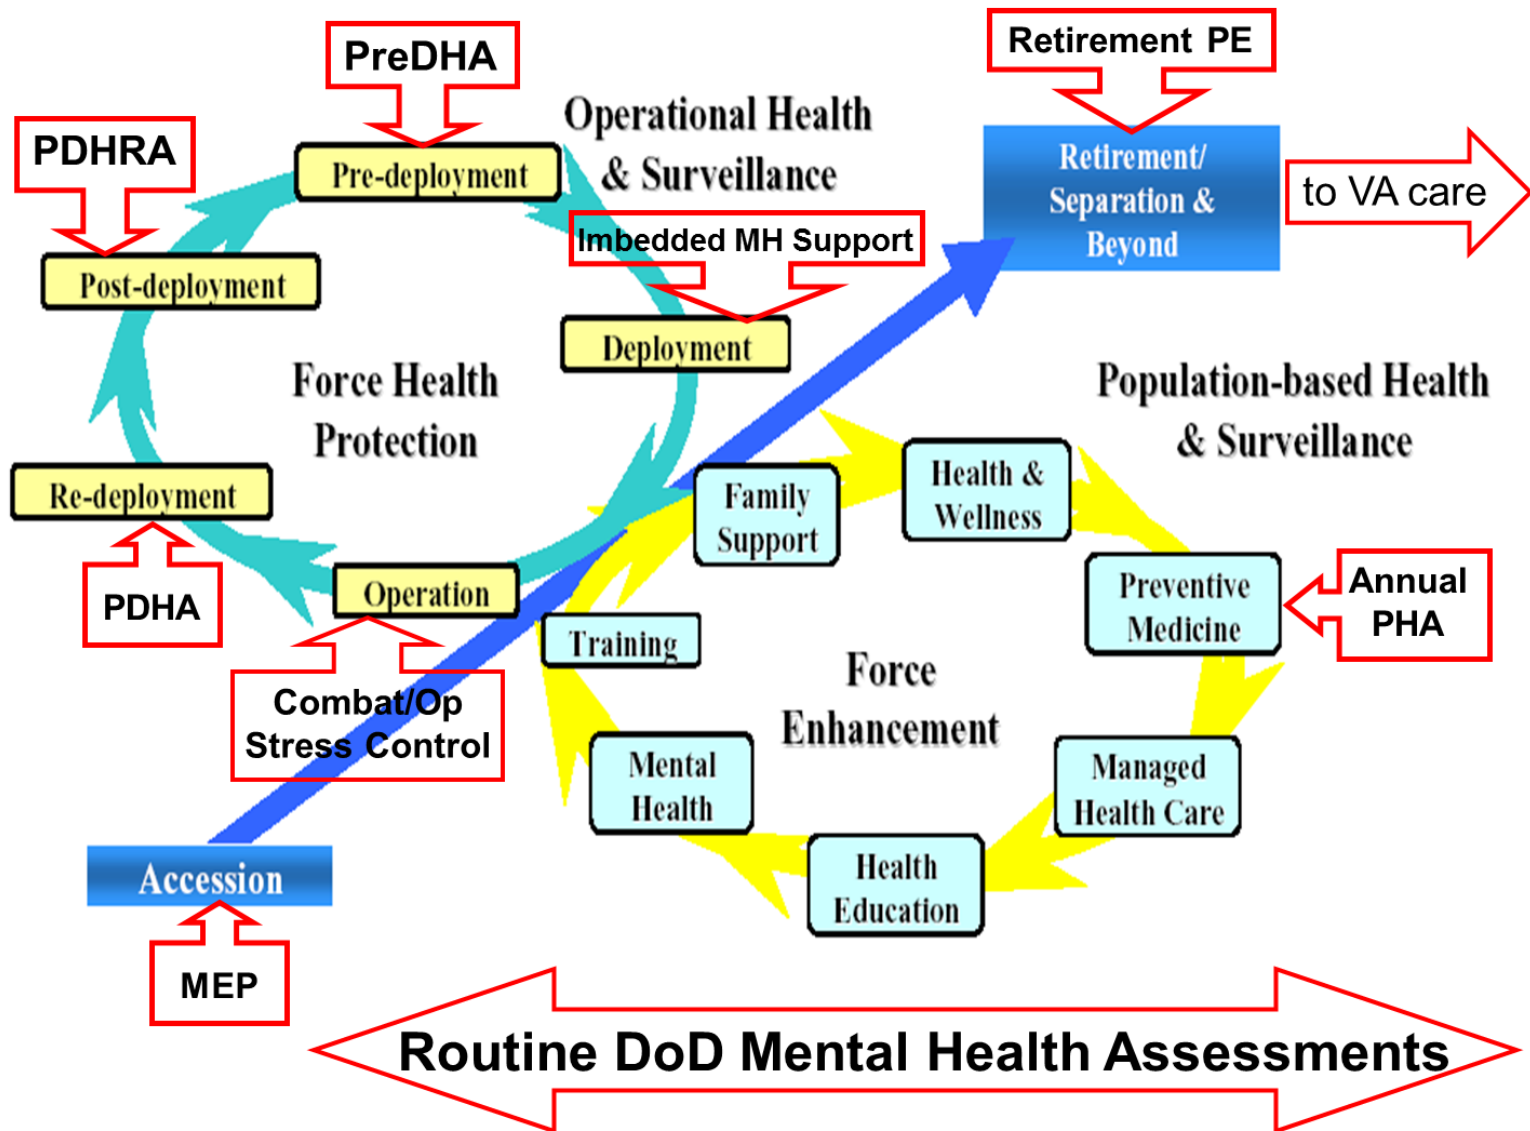 PreDHA
Retirement PE
Operational Health
& Surveillance
PDHRA
Pre-deployment
Retirement/
Separation &
Beyond
to VA care
Imbedded MH Support
Post-deployment
Deployment
Force Health
Protection
Population-based Health
& Surveillance
Re-deployment
Family
Support
Health &
Wellness
PDHA
Operation
Training
Preventive
Medicine
Annual
PHA
Combat/Op
Stress Control
Force
Enhancement
Mental
Health
Managed
Health Care
Health
Education
Accession
MEP
Routine DoD Mental Health Assessments